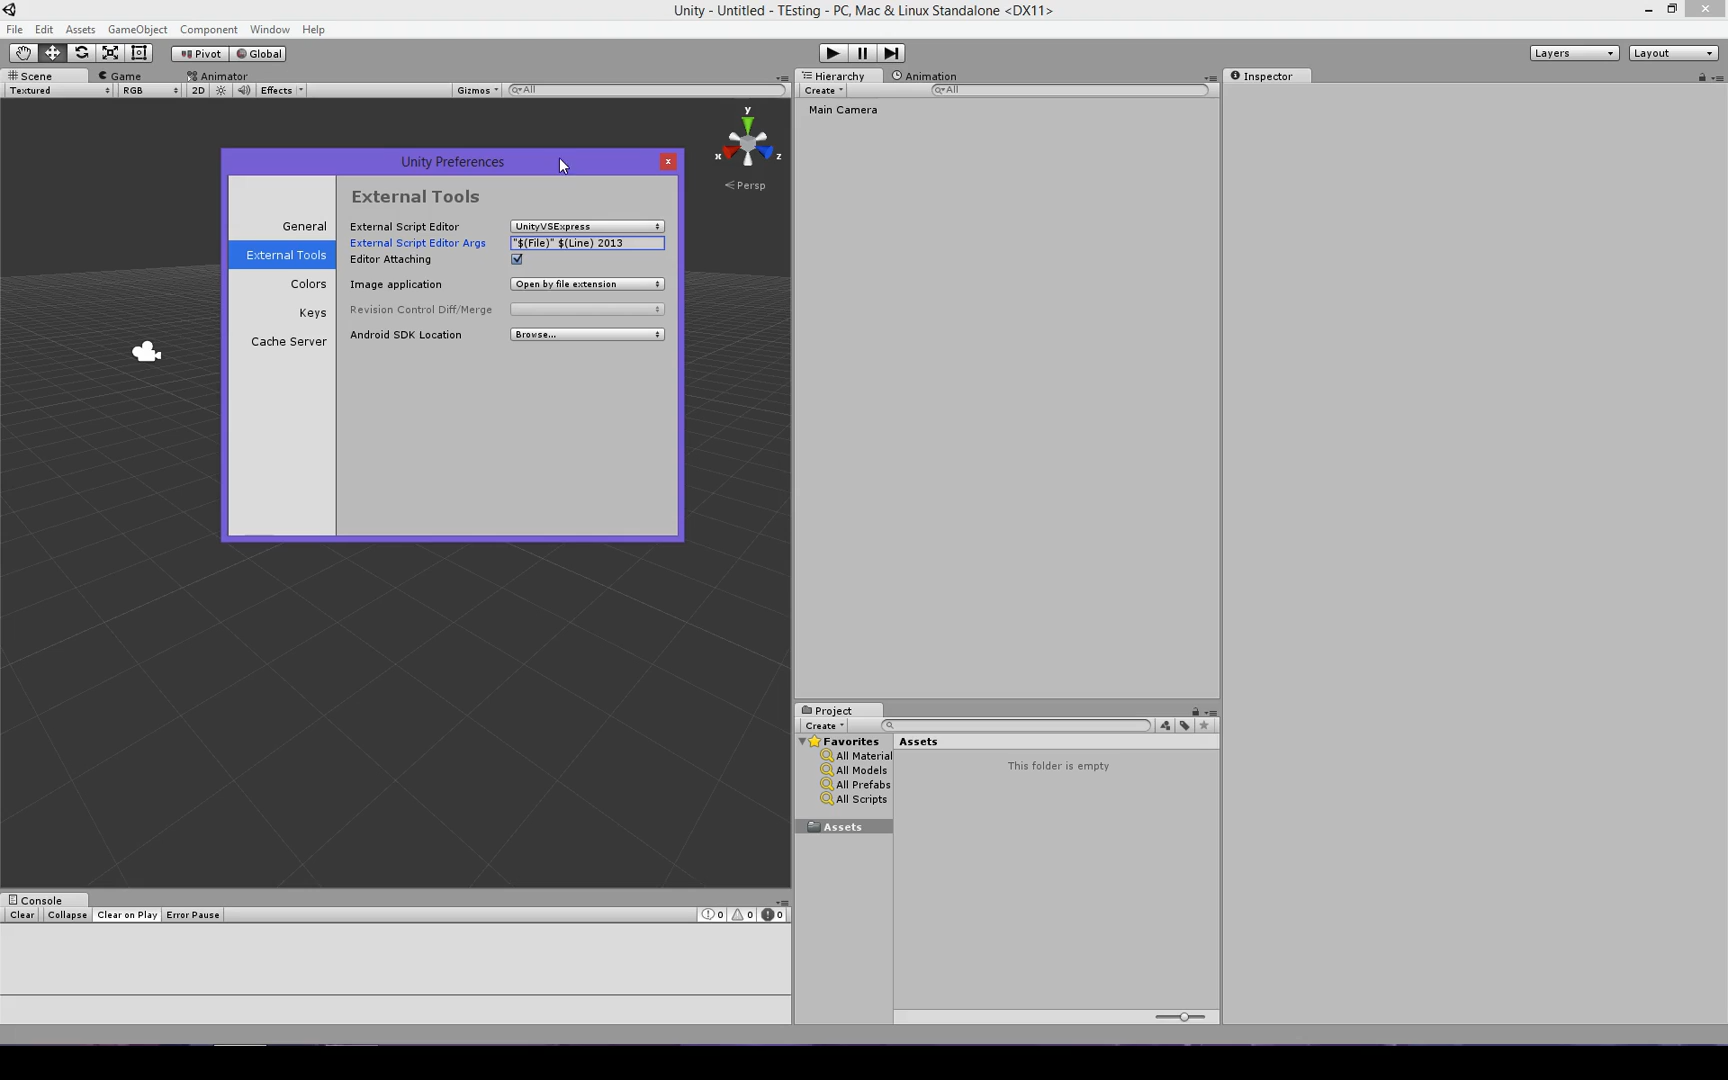 Unity - Untitled - TEsting - PC, Mac & Linux Standalone <DX11>
File Edit Assets GameObject Component Window Help
Pivot Global Layers Layout
Scene Game Animator
Textured RGB 2D Effects Gizmos All
y
x z
Persp
Unity Preferences
x
General
External Tools
Colors
Keys
Cache Server
External Tools
External Script Editor UnityVSExpress
External Script Editor Args "$(File)" $(Line) 2013
Editor Attaching
Image application Open by file extension
Revision Control Diff/Merge
Android SDK Location Browse...
Hierarchy Animation
Create All
Main Camera
Inspector
Project
Create
Favorites
All Material
All Models
All Prefabs
All Scripts
Assets
Assets
This folder is empty
Console
Clear Collapse Clear on Play Error Pause 0 0 0